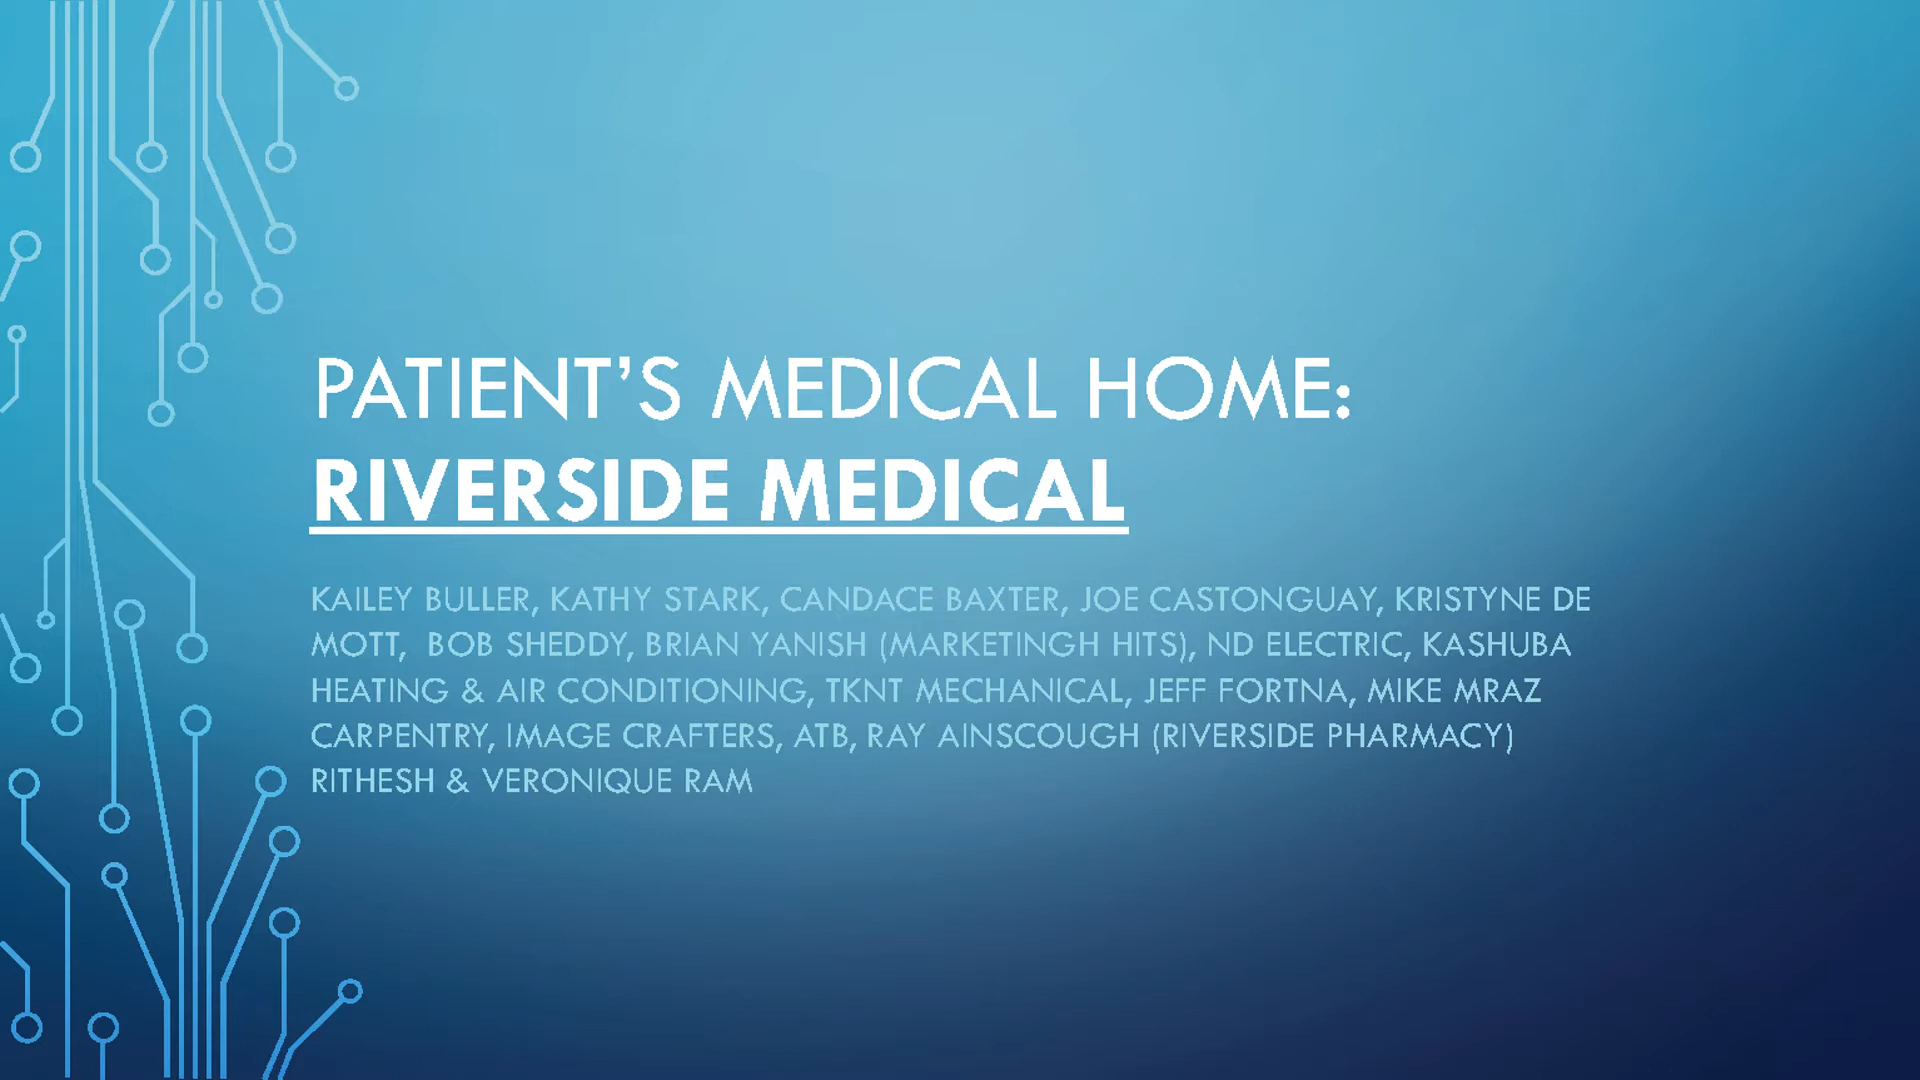 PATIENT’S MEDICAL HOME:
RIVERSIDE MEDICAL
KAILEY BULLER, KATHY STARK, CANDACE BAXTER, JOE CASTONGUAY, KRISTYNE DE
MOTT, BOB SHEDDY, BRIAN YANISH (MARKETINGH HITS), ND ELECTRIC, KASHUBA
HEATING & AIR CONDITIONING, TKNT MECHANICAL, JEFF FORTNA, MIKE MRAZ
CARPENTRY, IMAGE CRAFTERS, ATB, RAY AINSCOUGH (RIVERSIDE PHARMACY)
RITHESH & VERONIQUE RAM